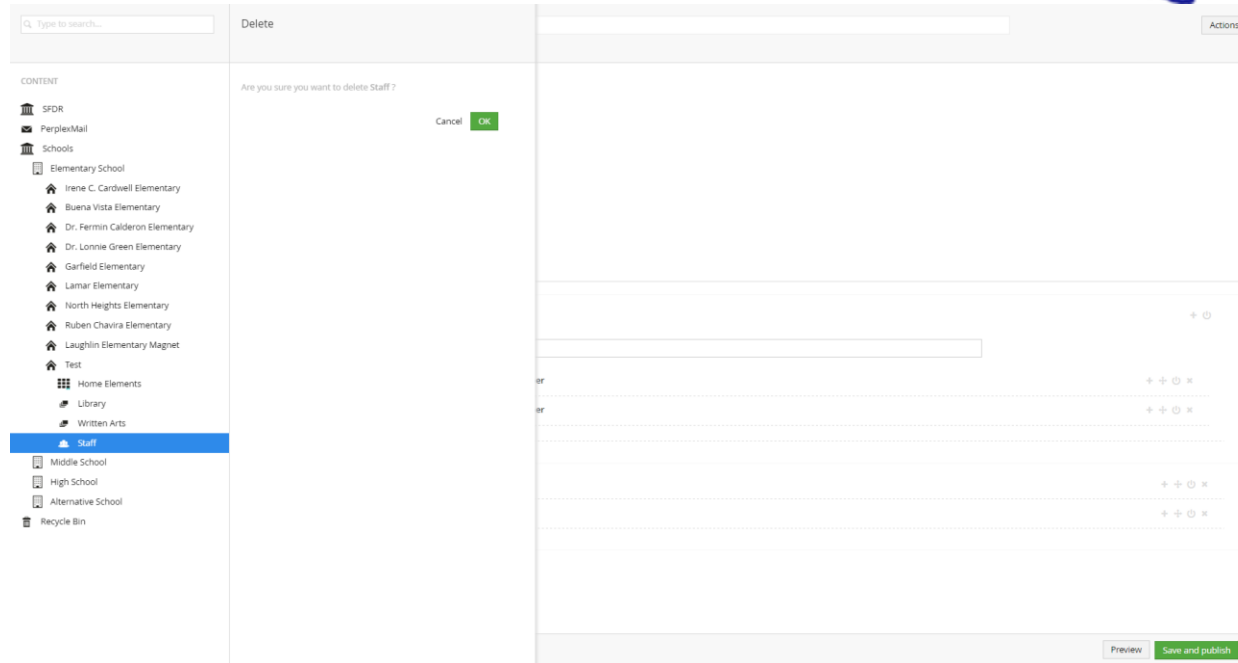 Type to search...
Delete
Actions
CONTENT
Are you sure you want to delete Staff ?
Cancel OK
SFDR
PerplexMail
Schools
Elementary School
Irene C. Cardwell Elementary
Buena Vista Elementary
Dr. Fermin Calderon Elementary
Dr. Lonnie Green Elementary
Garfield Elementary
Lamar Elementary
North Heights Elementary
Ruben Chavira Elementary
Laughlin Elementary Magnet
Test
Home Elements
Library
Written Arts
Staff
Middle School
High School
Alternative School
Recycle Bin
er
er
Preview Save and publish